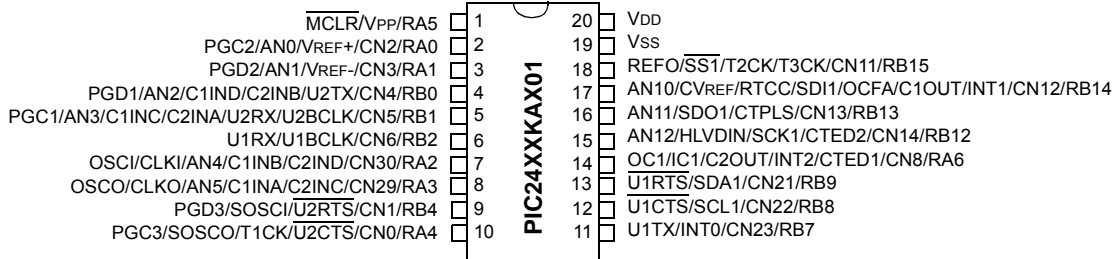 MCLR/VPP/RA5 1 20 VDD
PGC2/AN0/VREF+/CN2/RA0 2 19 VSS
PGD2/AN1/VREF-/CN3/RA1 3 18 REFO/SS1/T2CK/T3CK/CN11/RB15
PGD1/AN2/C1IND/C2INB/U2TX/CN4/RB0 4 17 AN10/CVREF/RTCC/SDI1/OCFA/C1OUT/INT1/CN12/RB14
PGC1/AN3/C1INC/C2INA/U2RX/U2BCLK/CN5/RB1 5 16 AN11/SDO1/CTPLS/CN13/RB13
U1RX/U1BCLK/CN6/RB2 6 15 AN12/HLVDIN/SCK1/CTED2/CN14/RB12
OSCI/CLKI/AN4/C1INB/C2IND/CN30/RA2 7 14 OC1/IC1/C2OUT/INT2/CTED1/CN8/RA6
OSCO/CLKO/AN5/C1INA/C2INC/CN29/RA3 8 13 U1RTS/SDA1/CN21/RB9
PGD3/SOSCI/U2RTS/CN1/RB4 9 12 U1CTS/SCL1/CN22/RB8
PGC3/SOSCO/T1CK/U2CTS/CN0/RA4 10 11 U1TX/INT0/CN23/RB7
PIC24XXKAX01